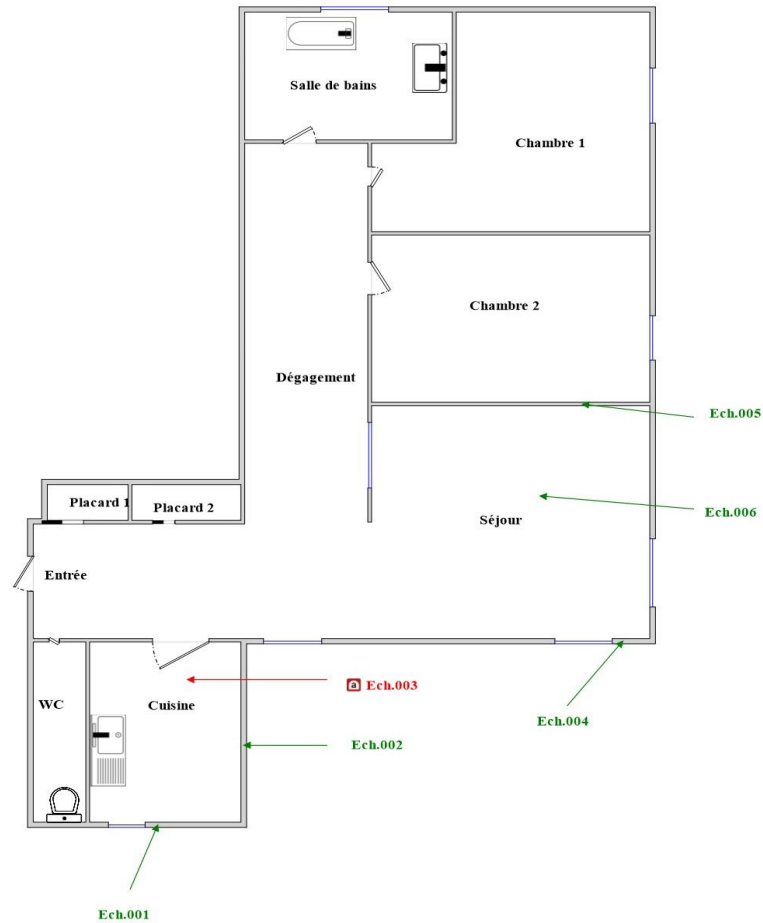 Salle de bains
Chambre 1
Chambre 2
Dégagement
Ech.005
Placard 1
Placard 2
Ech.006
Séjour
Entrée
a Ech.003
WC
Cuisine
Ech.004
Ech.002
Ech.001